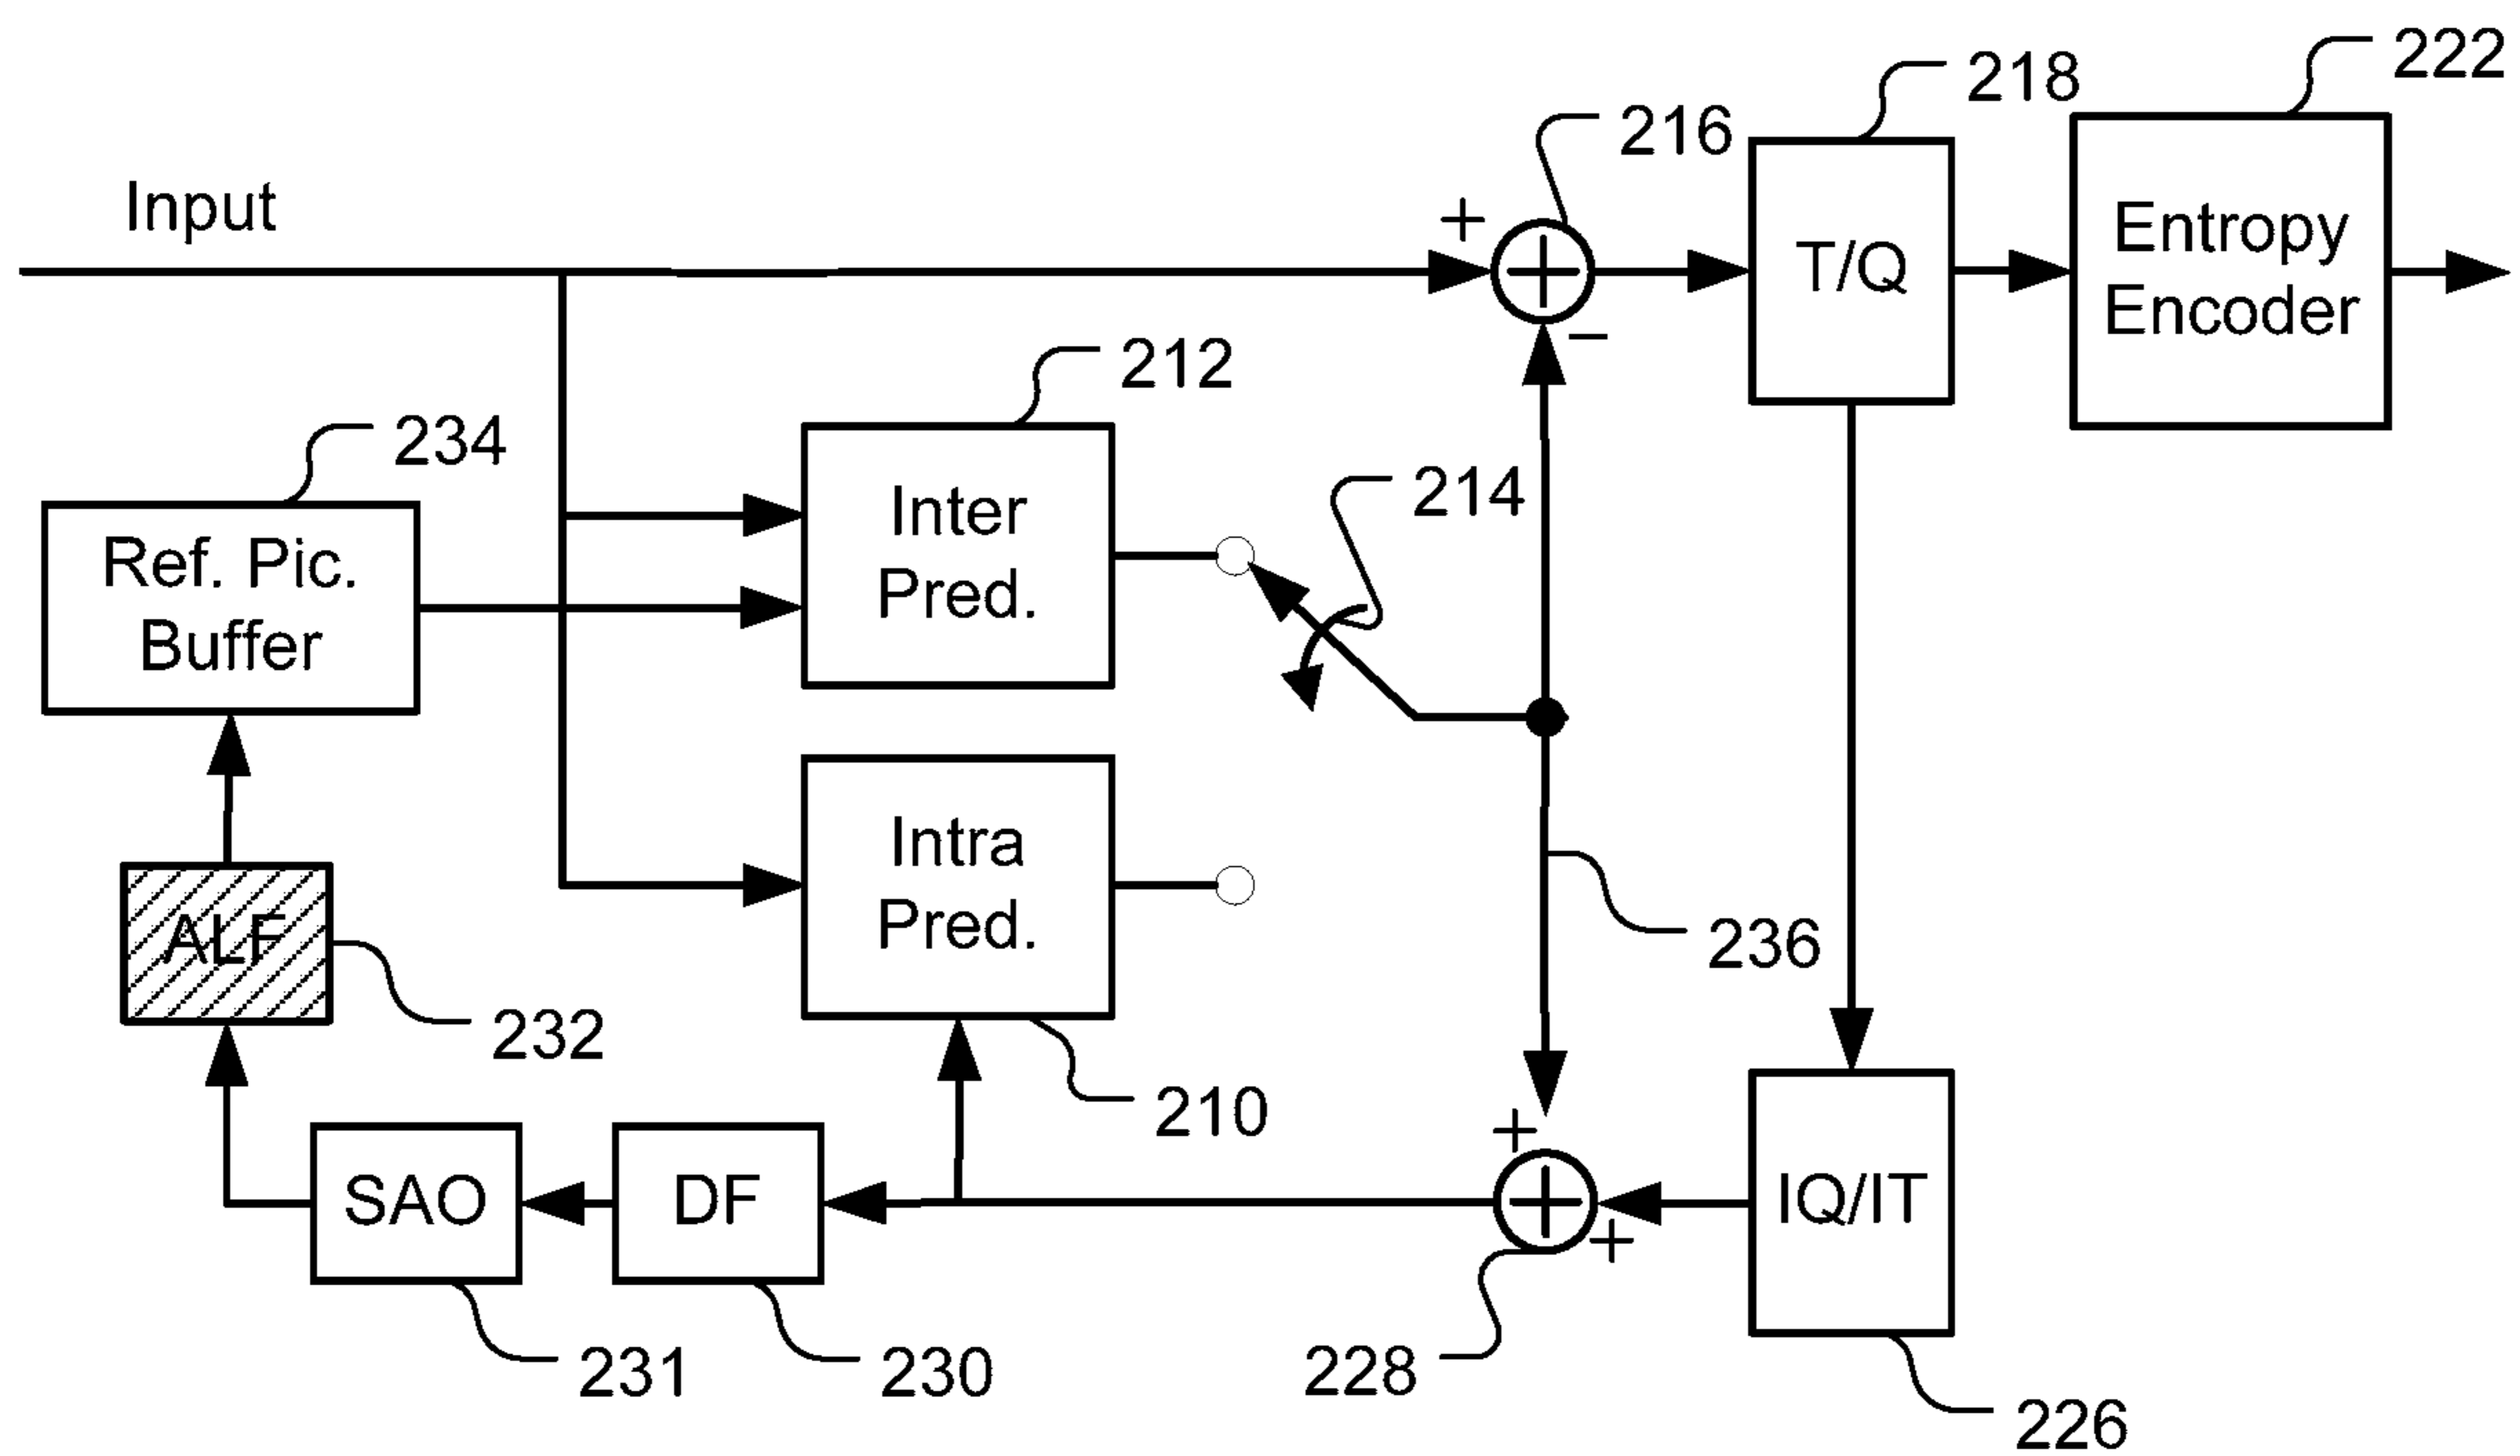 222
218
216
Input
+
T/Q
Entropy
Encoder
−
212
234
214
Inter
Pred.
Ref. Pic.
Buffer
Intra
Pred.
236
ALF
232
210
+
SAO
DF
IQ/IT
+
231
230
228
226